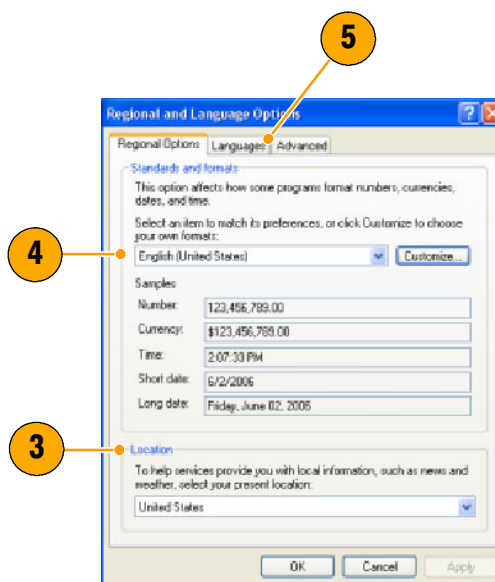 5
Regional and Language Options
Regional Options Languages Advanced
Standards and formats
This option affects how some programs format numbers, currencies,
dates, and time.
Select an item to match its preferences, or click Customize to choose
your own formats:
4
English (United States) Customize...
Samples
Number: 123,456,789.00
Currency: $123,456,789.00
Time: 2:07:33 PM
Short date: 6/2/2006
Long date: Friday, June 02, 2006
3
Location
To help services provide you with local information, such as news and
weather, select your present location:
United States
OK Cancel Apply